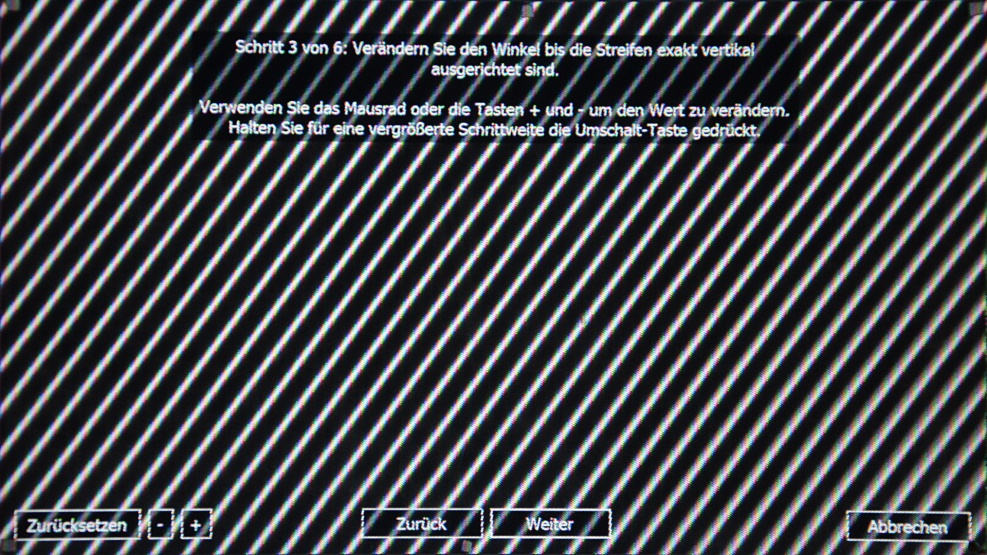 Schritt 3 von 6: Verändern Sie den Winkel bis die Streifen exakt vertikal
ausgerichtet sind.
Verwenden Sie das Mausrad oder die Tasten + und - um den Wert zu verändern.
Halten Sie für eine vergrößerte Schrittweite die Umschalt-Taste gedrückt.
Zurücksetzen - + Zurück Weiter Abbrechen